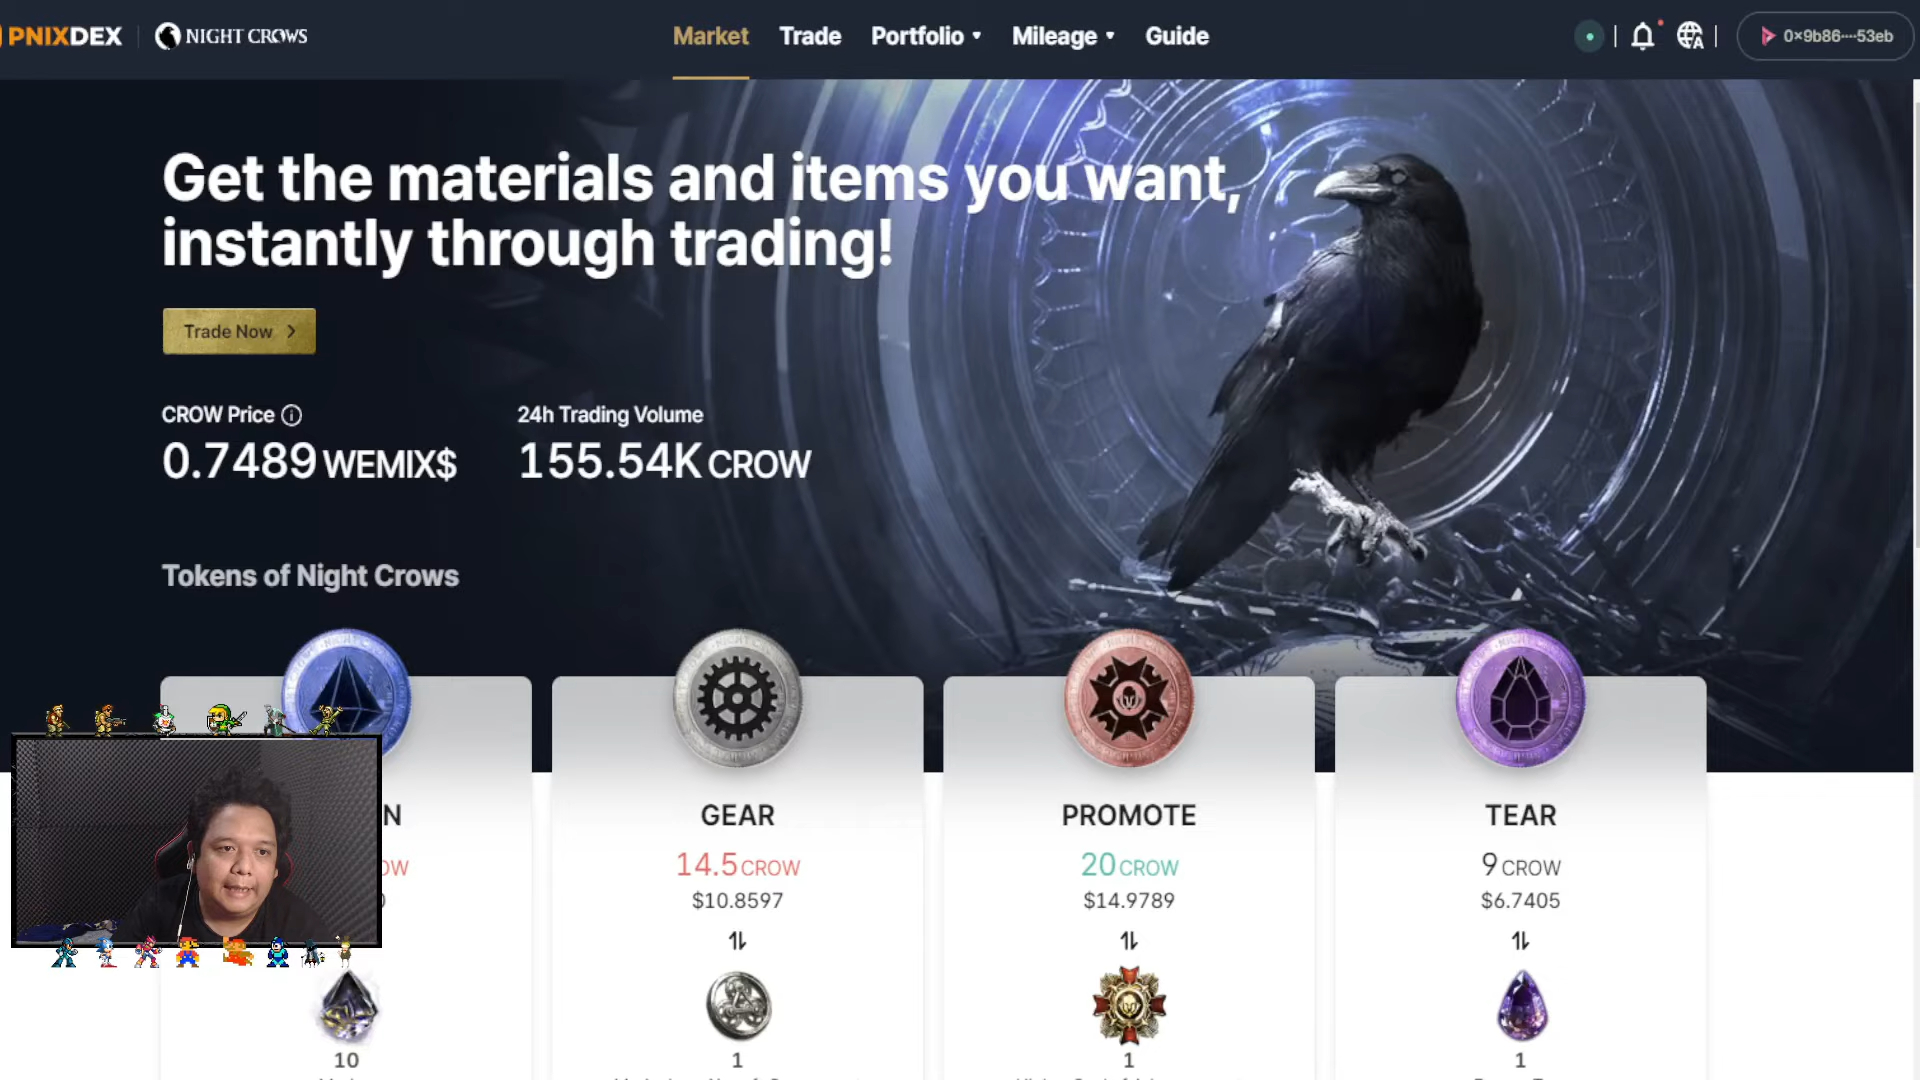 PNIXDEX
NIGHT CROWS
Market
Trade
Portfolio
Mileage
Guide
0×9b86····53eb
Get the materials and items you want,
instantly through trading!
Trade Now
CROW Price
24h Trading Volume
0.7489 WEMIX$
155.54K CROW
Tokens of Night Crows
N
GEAR
PROMOTE
TEAR
14.5 CROW
20 CROW
9 CROW
$10.8597
$14.9789
$6.7405
10
1
1
1